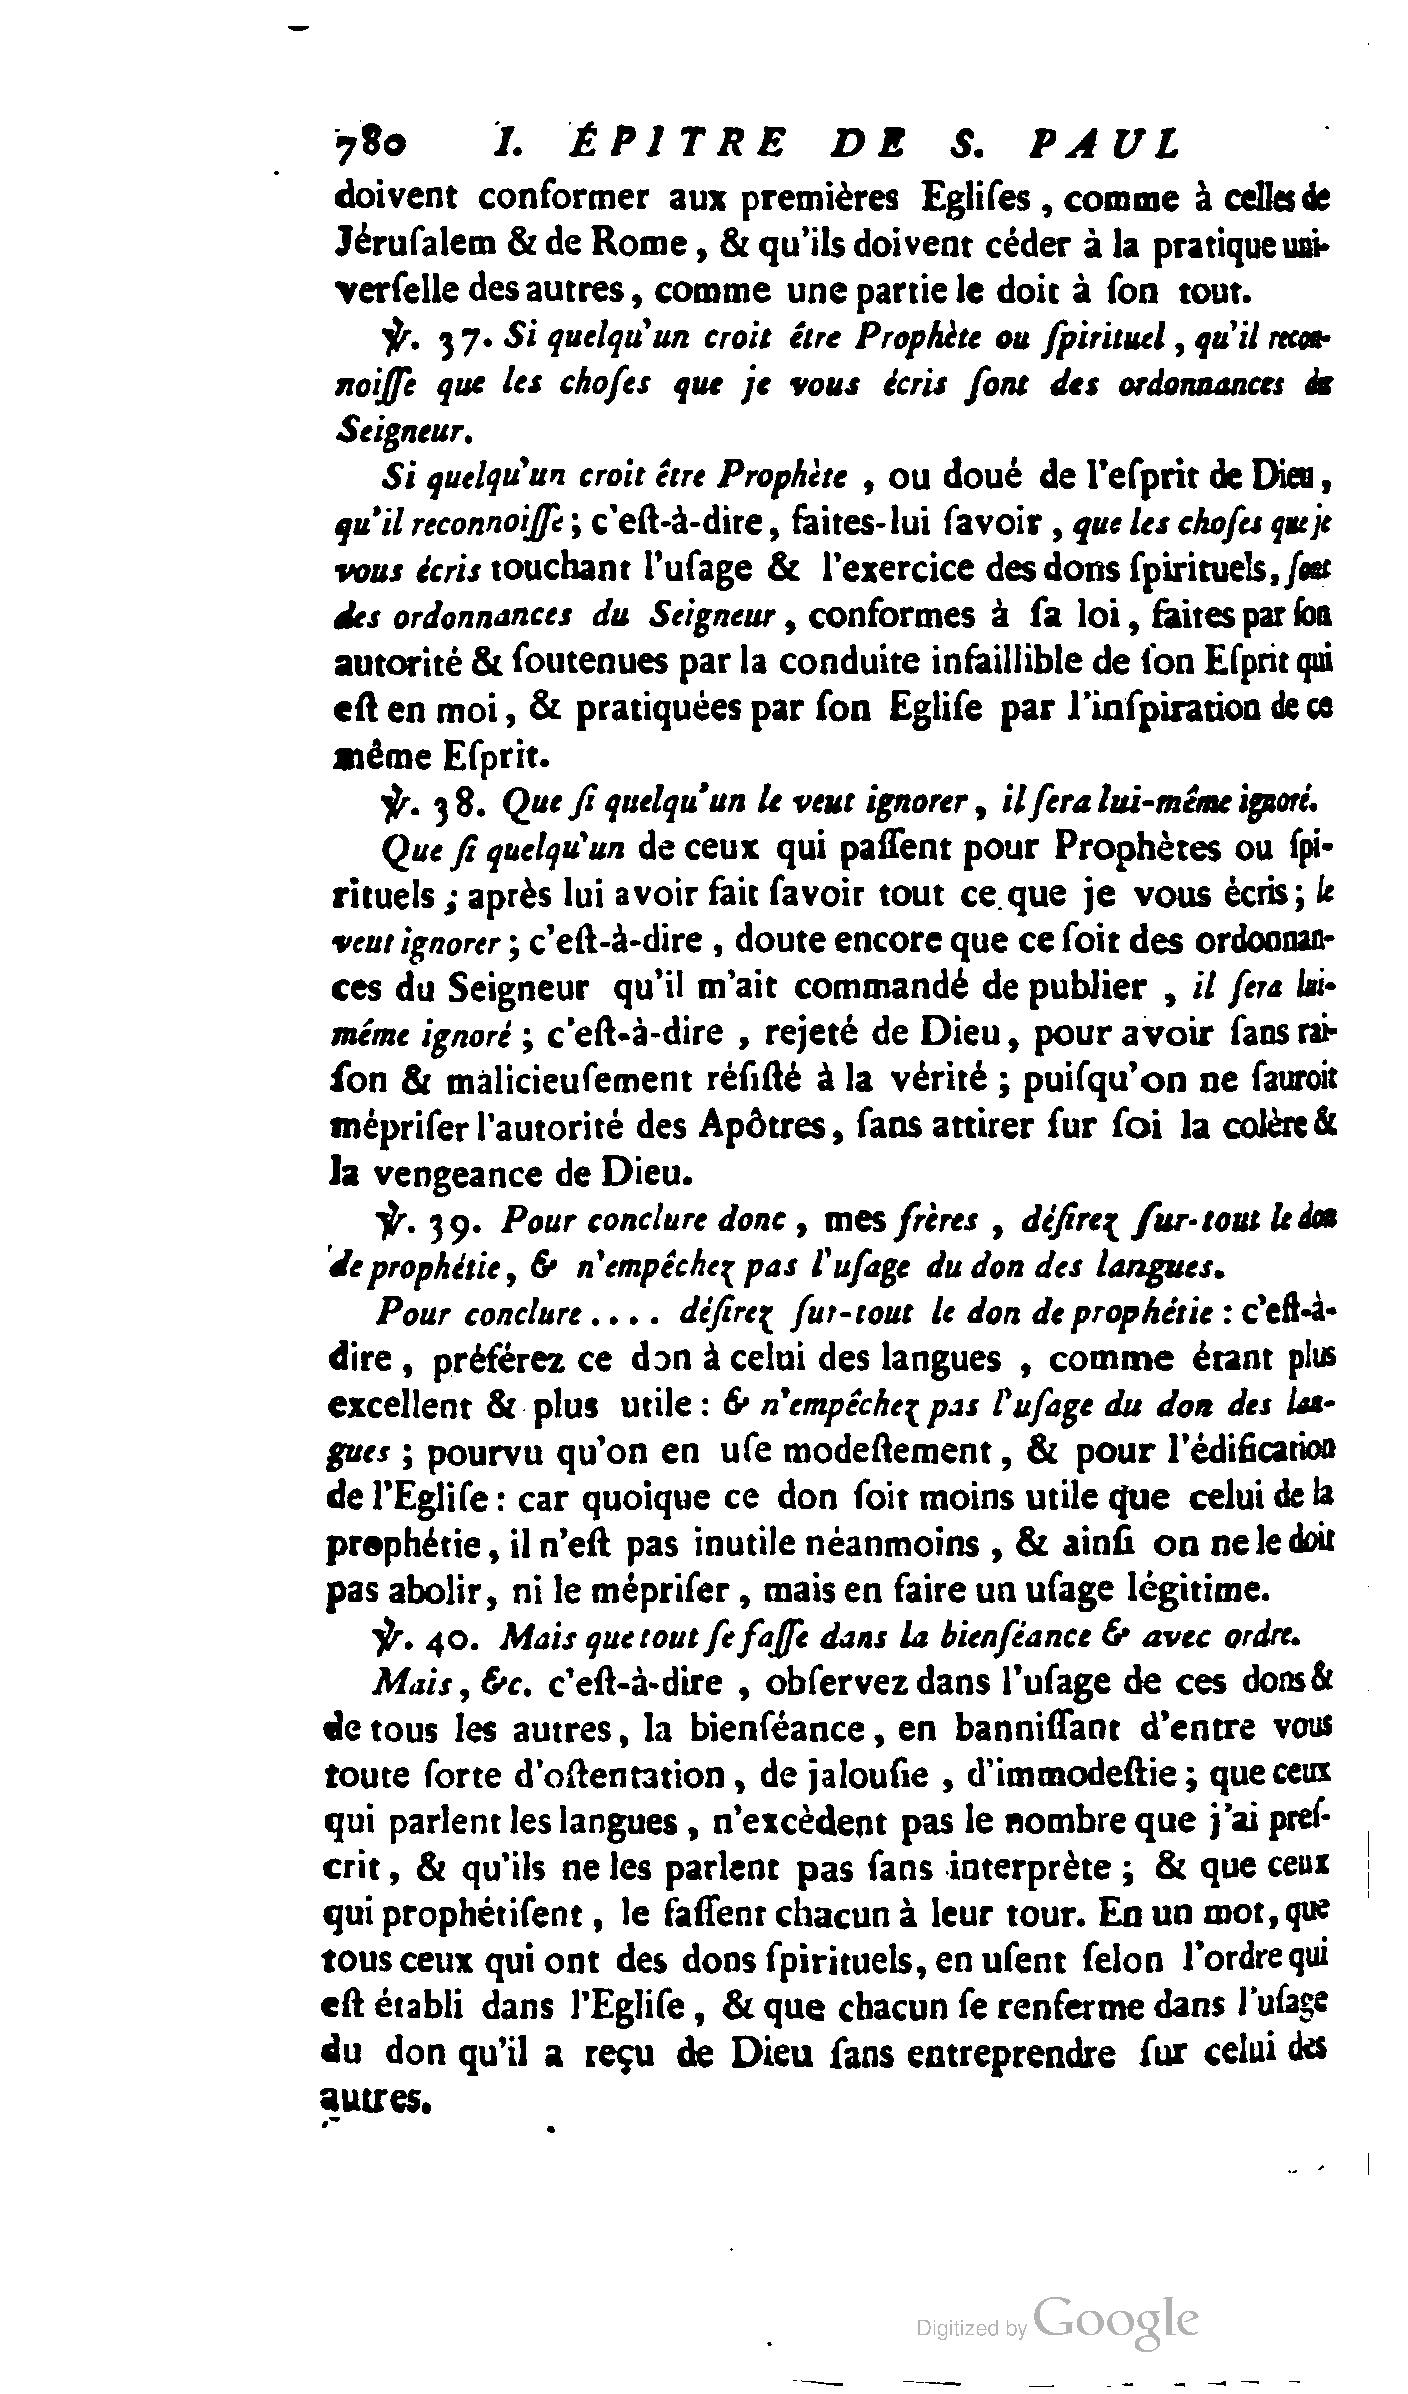 780 I. ÉPITRE DE S. PAUL
doivent conformer aux premières Egliſes, comme à celles de
Jéruſalem & de Rome, & qu'ils doivent céder à la pratique uni-
verſelle des autres, comme une partie le doit à ſon tout.
℣. 37. Si quelqu'un croit être Prophète ou ſpirituel, qu'il recon-
noiſſe que les choſes que je vous écris ſont des ordonnances du
Seigneur.
Si quelqu'un croit être Prophète, ou doué de l'eſprit de Dieu,
qu'il reconnoiſſe; c'eſt-à-dire, faites-lui ſavoir, que les choſes que je
vous écris touchant l'uſage & l'exercice des dons ſpirituels, ſont
des ordonnances du Seigneur, conformes à ſa loi, faites par ſon
autorité & ſoutenues par la conduite infaillible de ſon Eſprit qui
eſt en moi, & pratiquées par ſon Egliſe par l'inſpiration de ce
même Eſprit.
℣. 38. Que ſi quelqu'un le veut ignorer, il ſera lui-même ignoré.
Que ſi quelqu'un de ceux qui paſſent pour Prophètes ou ſpi-
rituels; après lui avoir fait ſavoir tout ce que je vous écris; le
veut ignorer; c'eſt-à-dire, doute encore que ce ſoit des ordonnan-
ces du Seigneur qu'il m'ait commandé de publier, il ſera lui-
même ignoré; c'eſt-à-dire, rejeté de Dieu, pour avoir ſans rai-
ſon & malicieuſement réſiſté à la vérité; puiſqu'on ne ſauroit
mépriſer l'autorité des Apôtres, ſans attirer ſur ſoi la colère &
la vengeance de Dieu.
℣. 39. Pour conclure donc, mes frères, déſirez ſur-tout le don
de prophétie, & n'empêchez pas l'uſage du don des langues.
Pour conclure.... déſirez ſur-tout le don de prophétie: c'eſt-à-
dire, préférez ce don à celui des langues, comme étant plus
excellent & plus utile: & n'empêchez pas l'uſage du don des lan-
gues; pourvu qu'on en uſe modeſtement, & pour l'édification
de l'Egliſe: car quoique ce don ſoit moins utile que celui de la
prophétie, il n'eſt pas inutile néanmoins, & ainſi on ne le doit
pas abolir, ni le mépriſer, mais en faire un uſage légitime.
℣. 40. Mais que tout ſe faſſe dans la bienſéance & avec ordre.
Mais, &c. c'eſt-à-dire, obſervez dans l'uſage de ces dons &
de tous les autres, la bienſéance, en banniſſant d'entre vous
toute ſorte d'oſtentation, de jalouſie, d'immodeſtie; que ceux
qui parlent les langues, n'excèdent pas le nombre que j'ai preſ-
crit, & qu'ils ne les parlent pas ſans interprète; & que ceux
qui prophétiſent, le faſſent chacun à leur tour. En un mot, que
tous ceux qui ont des dons ſpirituels, en uſent ſelon l'ordre qui
eſt établi dans l'Egliſe, & que chacun ſe renferme dans l'uſage
du don qu'il a reçu de Dieu ſans entreprendre ſur celui des
autres.
Digitized by Google